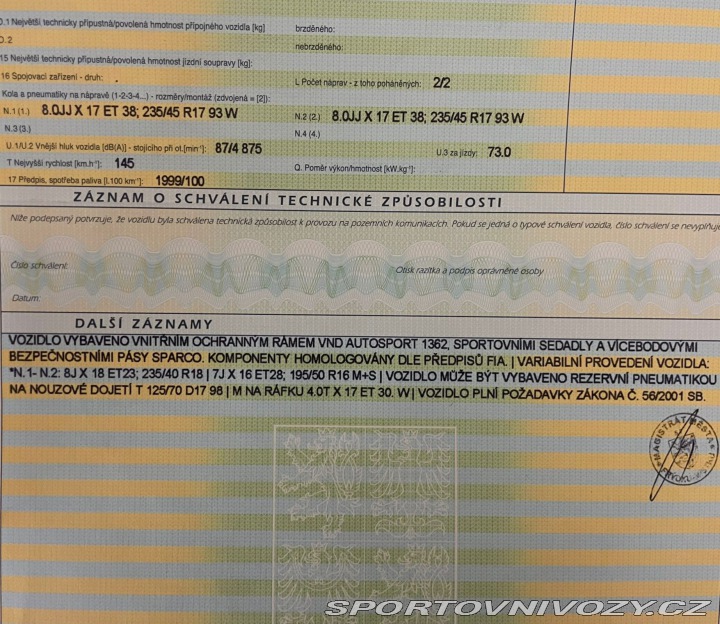 O.1 Největší technicky přípustná/povolená hmotnost přípojného vozidla [kg] brzděného:
O.2 nebrzděného:
15 Největší technicky přípustná/povolená hmotnost jízdní soupravy [kg]:
16 Spojovací zařízení - druh: . L Počet náprav - z toho poháněných: 2/2
Kola a pneumatiky na nápravě (1-2-3-4...) - rozměry/montáž (zdvojená = [2]):
N.1 (1.) 8.0JJ X 17 ET 38; 235/45 R17 93 W N.2 (2.) 8.0JJ X 17 ET 38; 235/45 R17 93 W
N.3 (3.) N.4 (4.)
U.1/U.2 Vnější hluk vozidla [dB(A)] - stojícího při ot.[min⁻¹]: 87/4 875 U.3 za jízdy: 73.0
T Nejvyšší rychlost [km.h⁻¹]: 145 Q. Poměr výkon/hmotnost [kW.kg⁻¹]:
17 Předpis, spotřeba paliva [l.100 km⁻¹]: 1999/100
ZÁZNAM O SCHVÁLENÍ TECHNICKÉ ZPŮSOBILOSTI
Níže podepsaný potvrzuje, že vozidlu byla schválena technická způsobilost k provozu na pozemních komunikacích. Pokud se jedná o typové schválení vozidla, číslo schválení se nevyplňuje
Číslo schválení: Otisk razítka a podpis oprávněné osoby
Datum:
DALŠÍ ZÁZNAMY
VOZIDLO VYBAVENO VNITŘNÍM OCHRANNÝM RÁMEM VND AUTOSPORT 1362, SPORTOVNÍMI SEDADLY A VÍCEBODOVÝMI
BEZPEČNOSTNÍMI PÁSY SPARCO. KOMPONENTY HOMOLOGOVÁNY DLE PŘEDPISŮ FIA. | VARIABILNÍ PROVEDENÍ VOZIDLA:
*N.1- N.2: 8J X 18 ET23; 235/40 R18 | 7J X 16 ET28; 195/50 R16 M+S | VOZIDLO MŮŽE BÝT VYBAVENO REZERVNÍ PNEUMATIKOU
NA NOUZOVÉ DOJETÍ T 125/70 D17 98 | M NA RÁFKU 4.0T X 17 ET 30. W | VOZIDLO PLNÍ POŽADAVKY ZÁKONA Č. 56/2001 SB.
MAGISTRÁT MĚSTA
SPORTOVNIVOZY.CZ